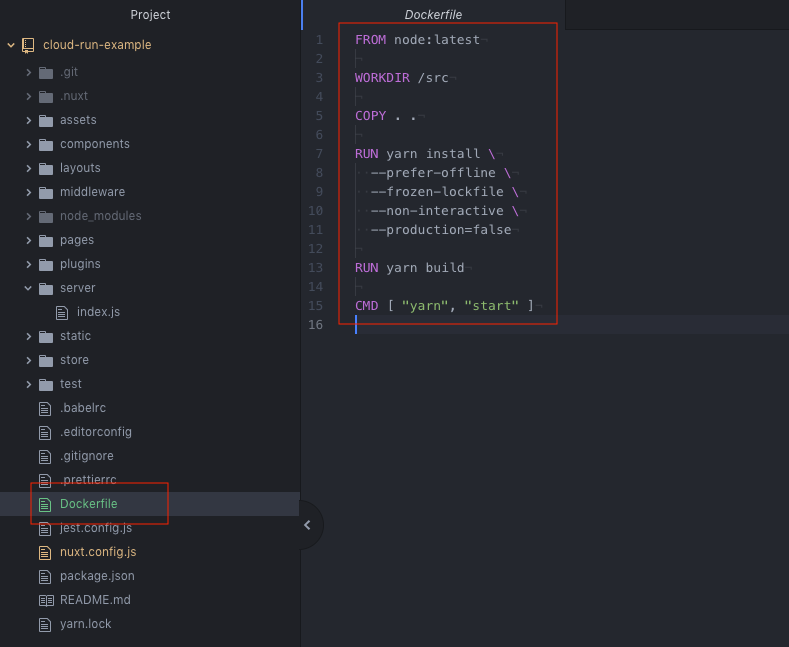 Project
cloud-run-example
.git
.nuxt
assets
components
layouts
middleware
node_modules
pages
plugins
server
index.js
static
store
test
.babelrc
.editorconfig
.gitignore
.prettierrc
Dockerfile
jest.config.js
nuxt.config.js
package.json
README.md
yarn.lock
Dockerfile
1 FROM node:latest¬
2 ¬
3 WORKDIR /src¬
4 ¬
5 COPY . .¬
6 ¬
7 RUN yarn install \¬
8 ··--prefer-offline \¬
9 ··--frozen-lockfile \¬
10 ··--non-interactive \¬
11 ··--production=false¬
12 ¬
13 RUN yarn build¬
14 ¬
15 CMD [ "yarn", "start" ]¬
16